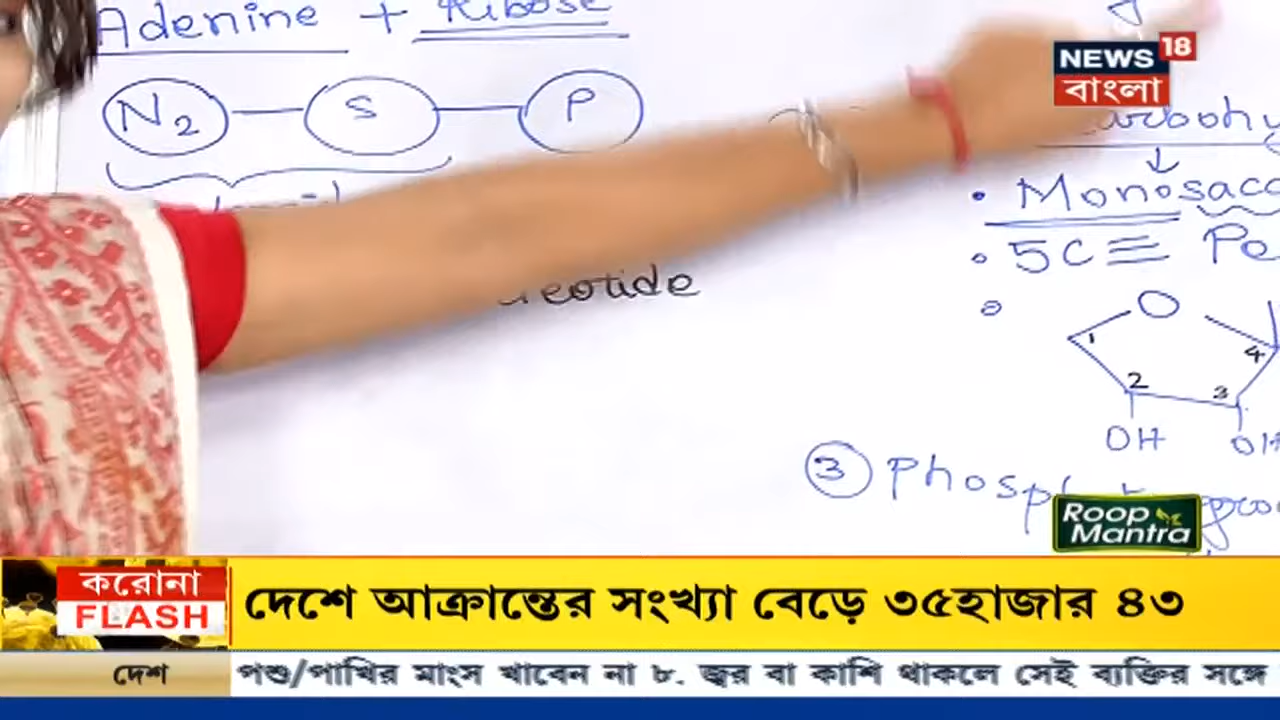 Adenine + Ribose
N2 S P
NEWS 18
বাংলা
• Monosacc
• 5C ≡ Pe
O
1 4
2 3
OH OH
③ Phosp
Roop
Mantra
করোনা
FLASH
দেশে আক্রান্তের সংখ্যা বেড়ে ৩৫হাজার ৪৩
দেশ
পশু/পাখির মাংস খাবেন না ৮. জ্বর বা কাশি থাকলে সেই ব্যক্তির সঙ্গে